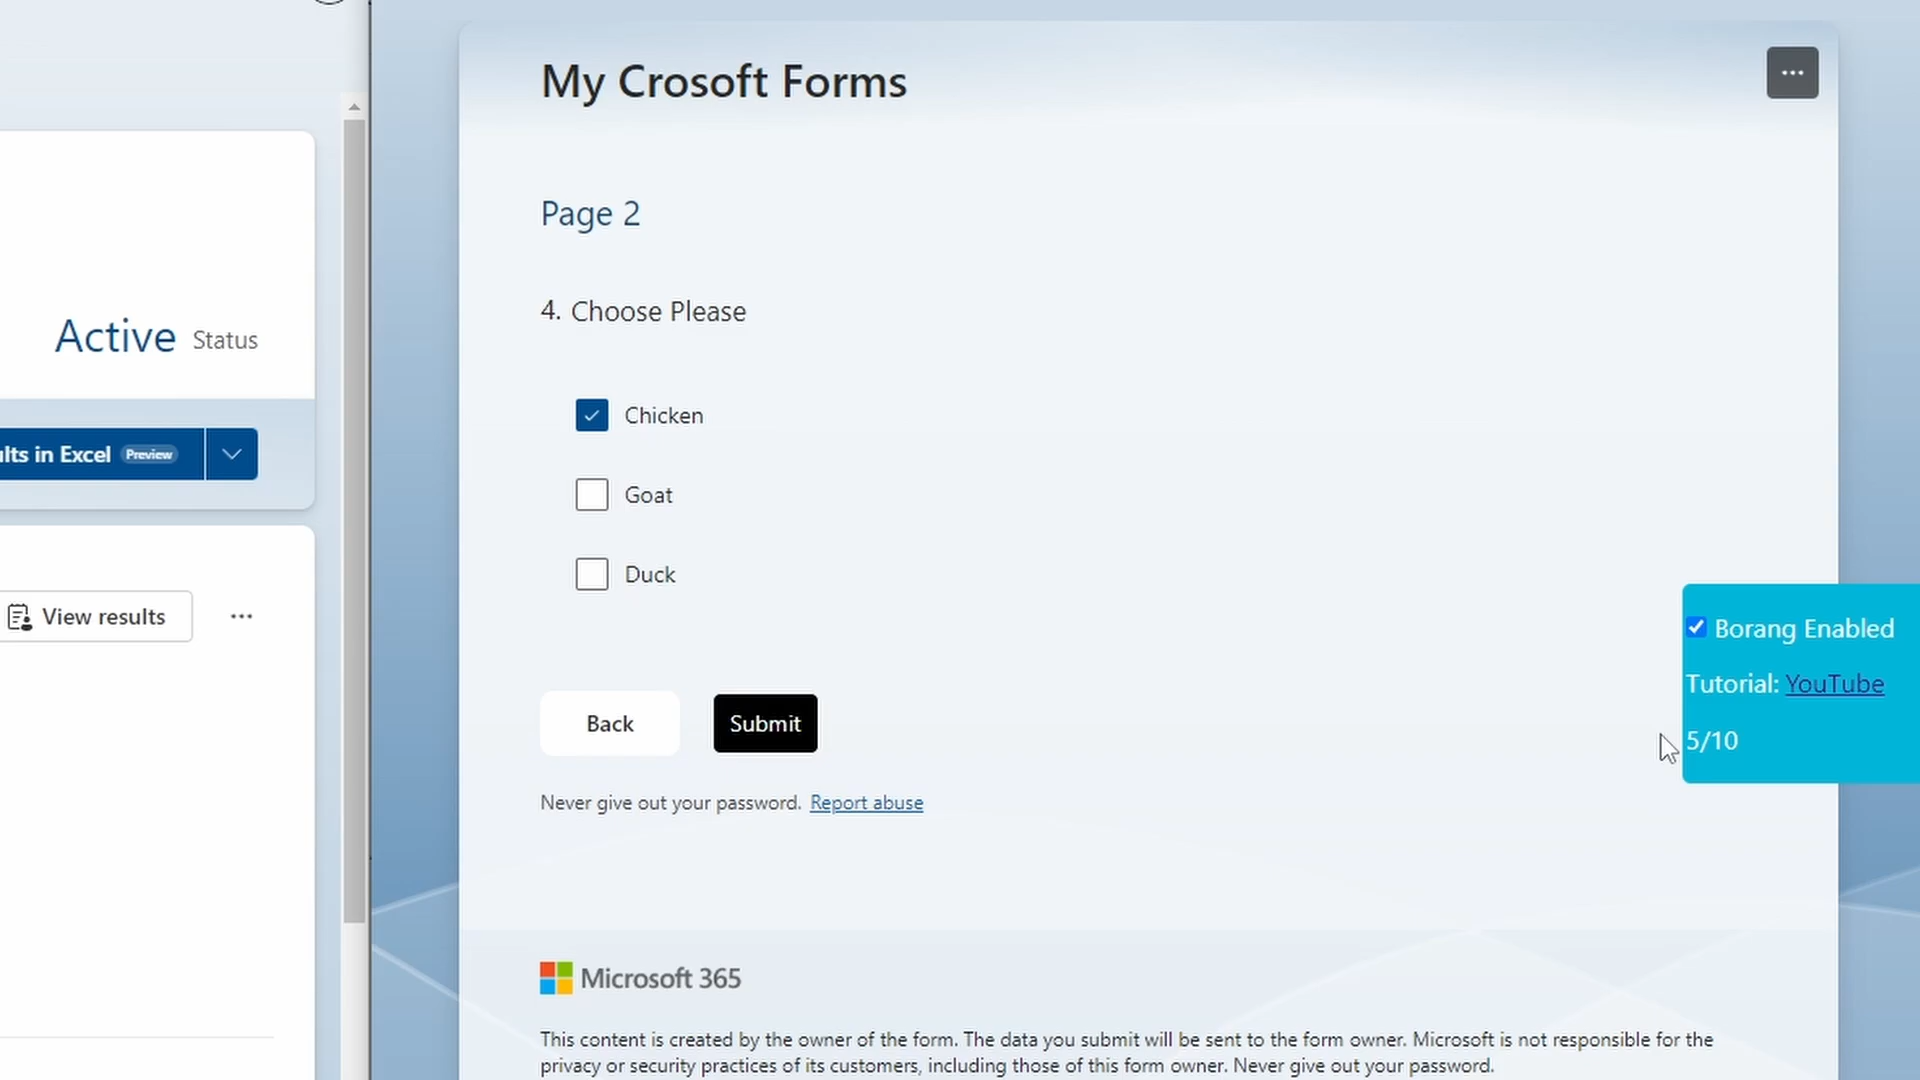 Active Status
lts in Excel Preview
View results
My Crosoft Forms
Page 2
4. Choose Please
Chicken
Goat
Duck
Back
Submit
Never give out your password. Report abuse
Borang Enabled
Tutorial: YouTube
5/10
Microsoft 365
This content is created by the owner of the form. The data you submit will be sent to the form owner. Microsoft is not responsible for the
privacy or security practices of its customers, including those of this form owner. Never give out your password.